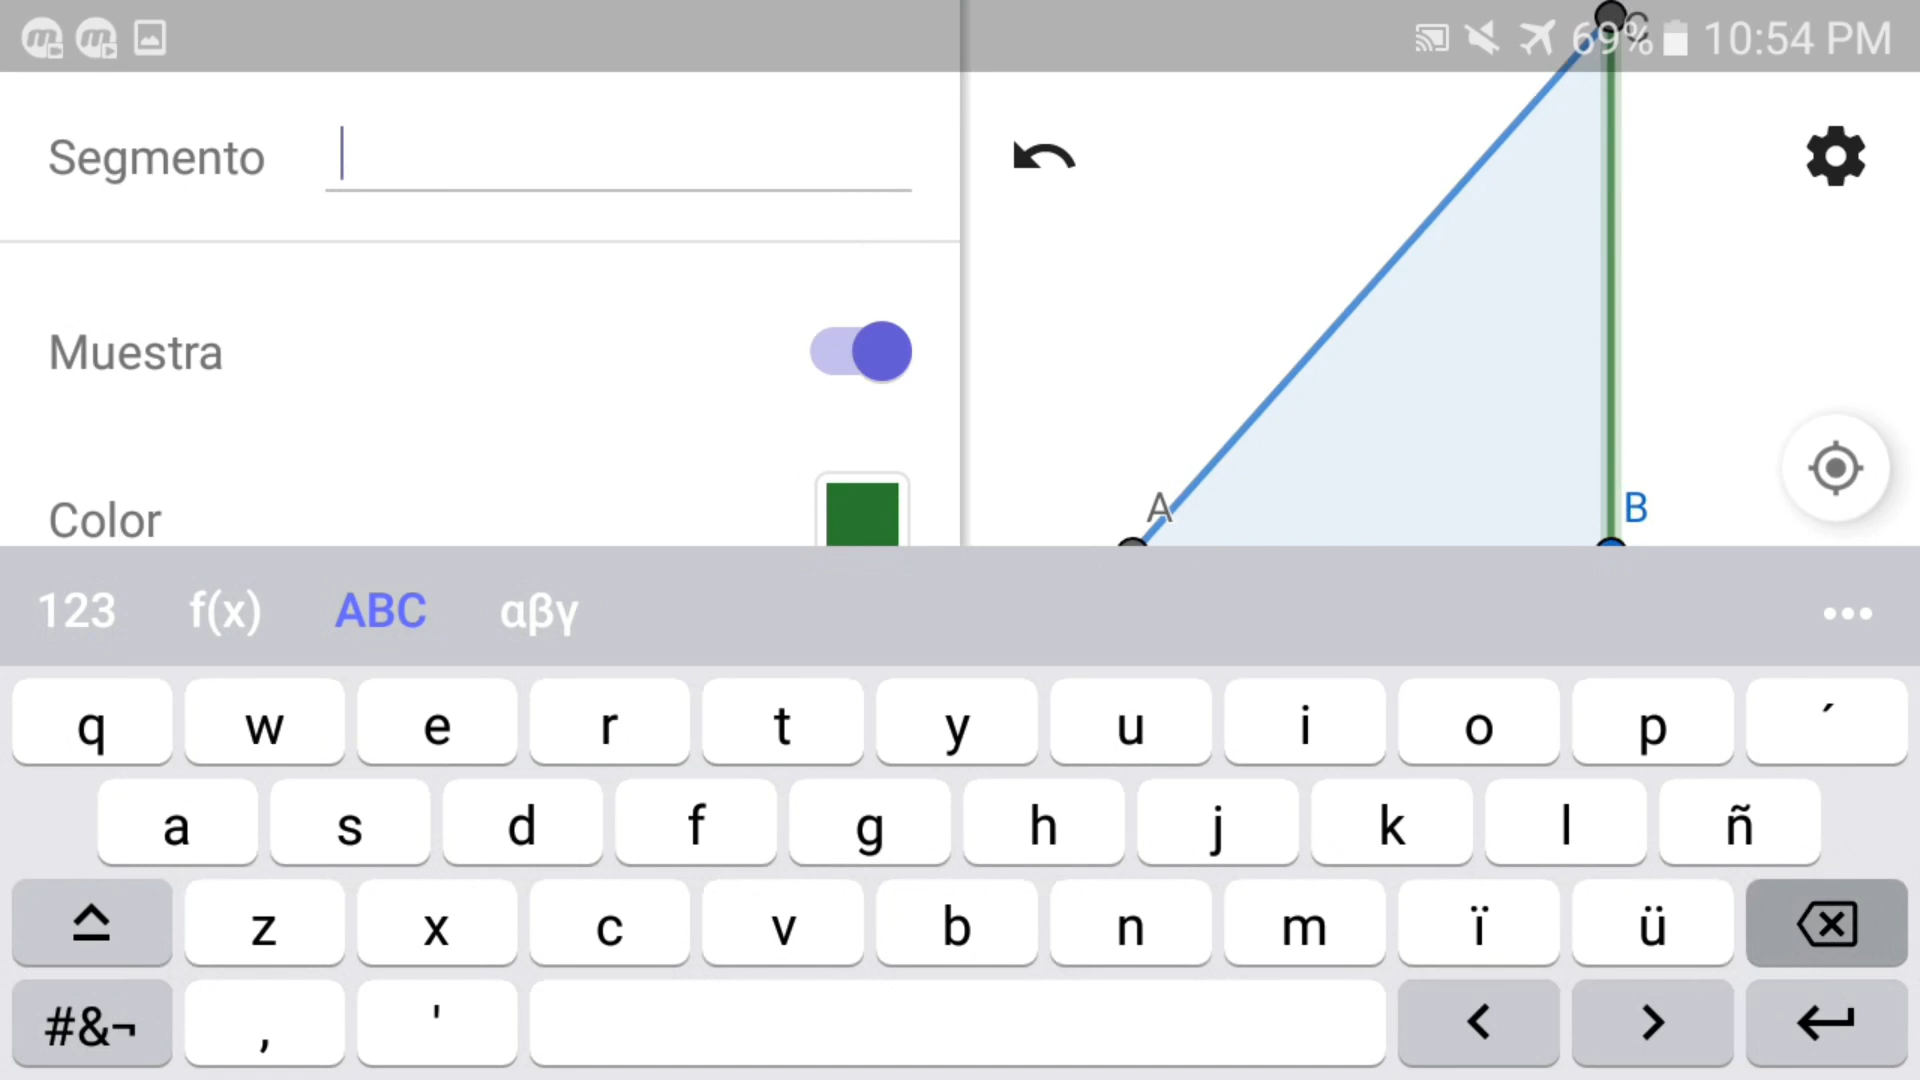 69% 10:54 PM
C
Segmento
Muestra
Color
A
B
123 f(x) ABC αβγ
q w e r t y u i o p ´
a s d f g h j k l ñ
z x c v b n m ï ü
#&¬ , ' < >